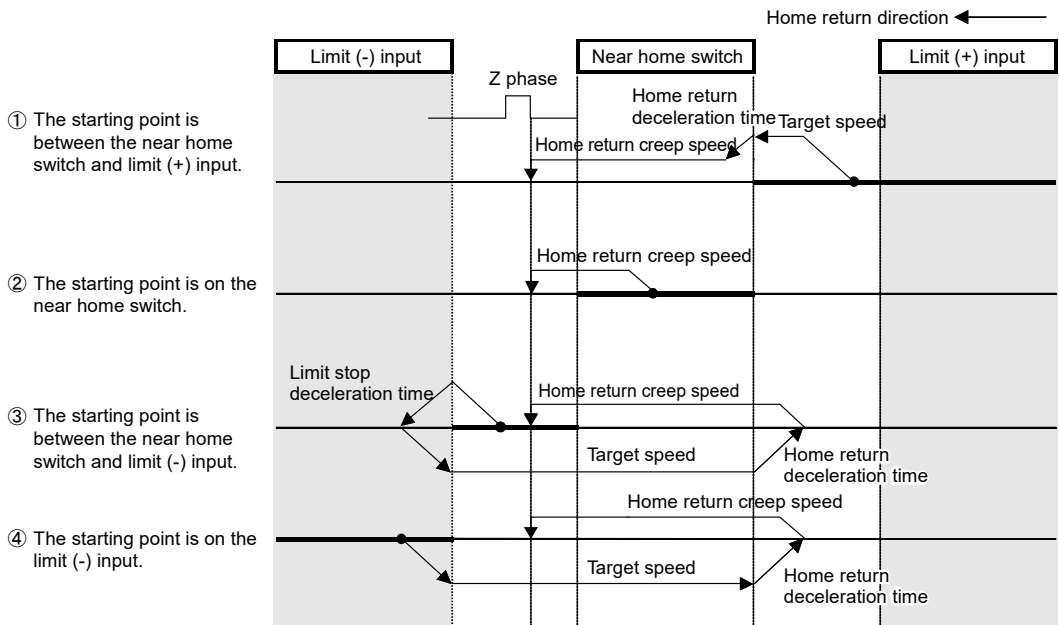 Home return direction
Limit (-) input
Near home switch
Limit (+) input
Z phase
① The starting point is
between the near home
switch and limit (+) input.
Home return
deceleration time
Target speed
Home return creep speed
② The starting point is on the
near home switch.
Home return creep speed
③ The starting point is
between the near home
switch and limit (-) input.
Limit stop
deceleration time
Home return creep speed
Target speed
Home return
deceleration time
④ The starting point is on the
limit (-) input.
Home return creep speed
Target speed
Home return
deceleration time